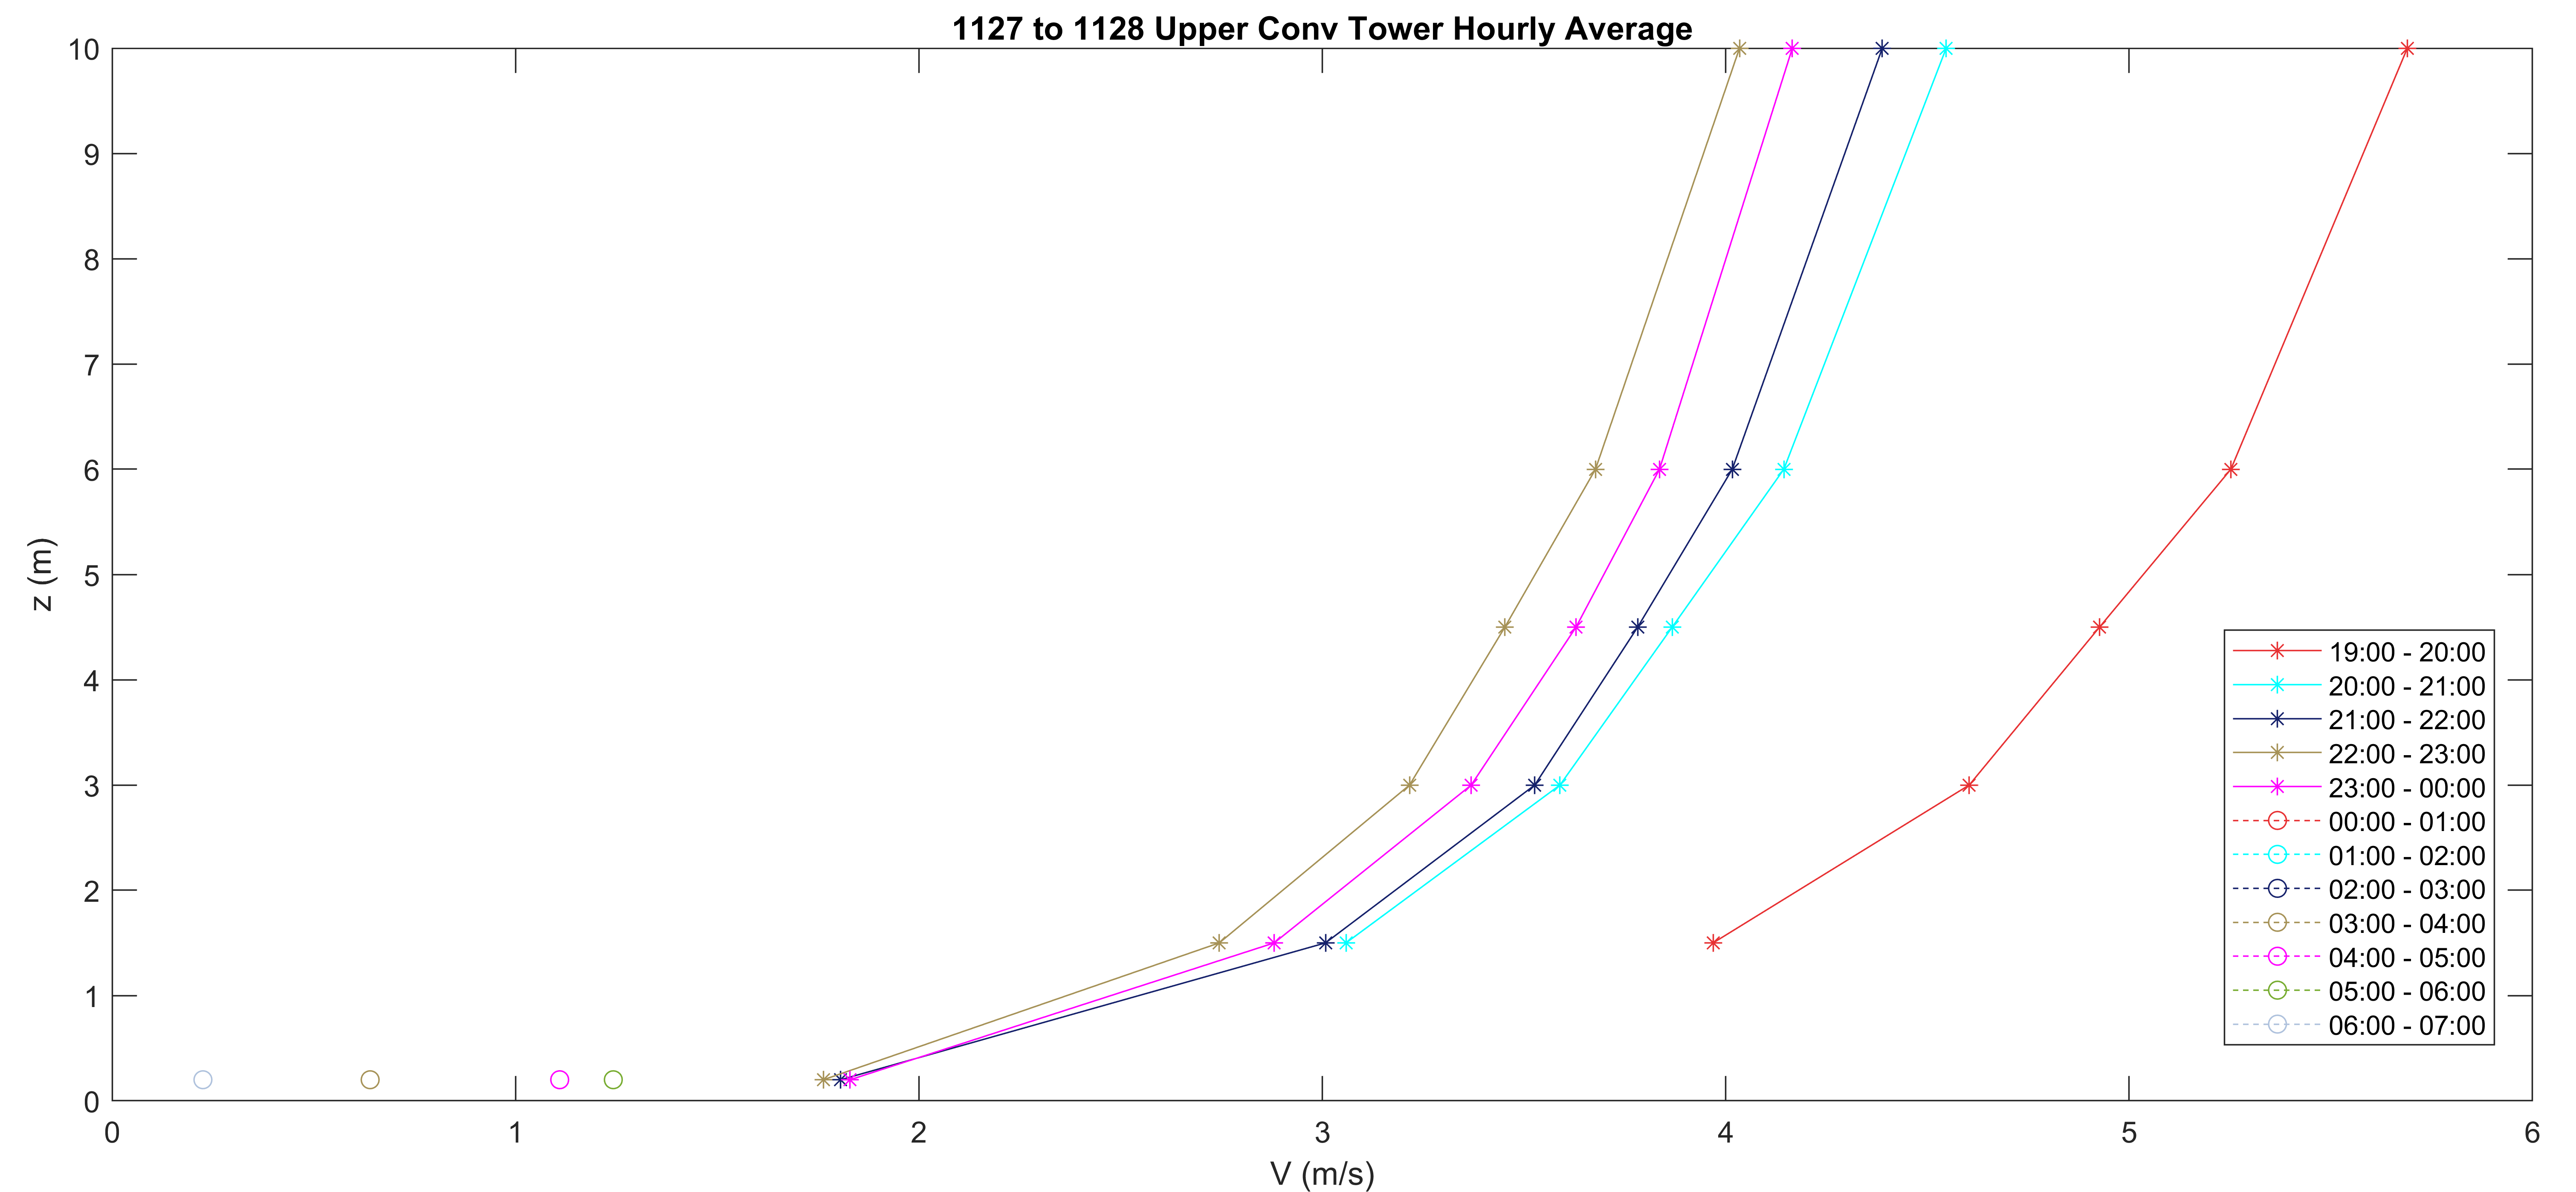 1127 to 1128 Upper Conv Tower Hourly Average
10
9
8
7
6
5
4
3
2
1
0
z (m)
19:00 - 20:00
20:00 - 21:00
21:00 - 22:00
22:00 - 23:00
23:00 - 00:00
00:00 - 01:00
01:00 - 02:00
02:00 - 03:00
03:00 - 04:00
04:00 - 05:00
05:00 - 06:00
06:00 - 07:00
0 1 2 3 4 5 6
V (m/s)